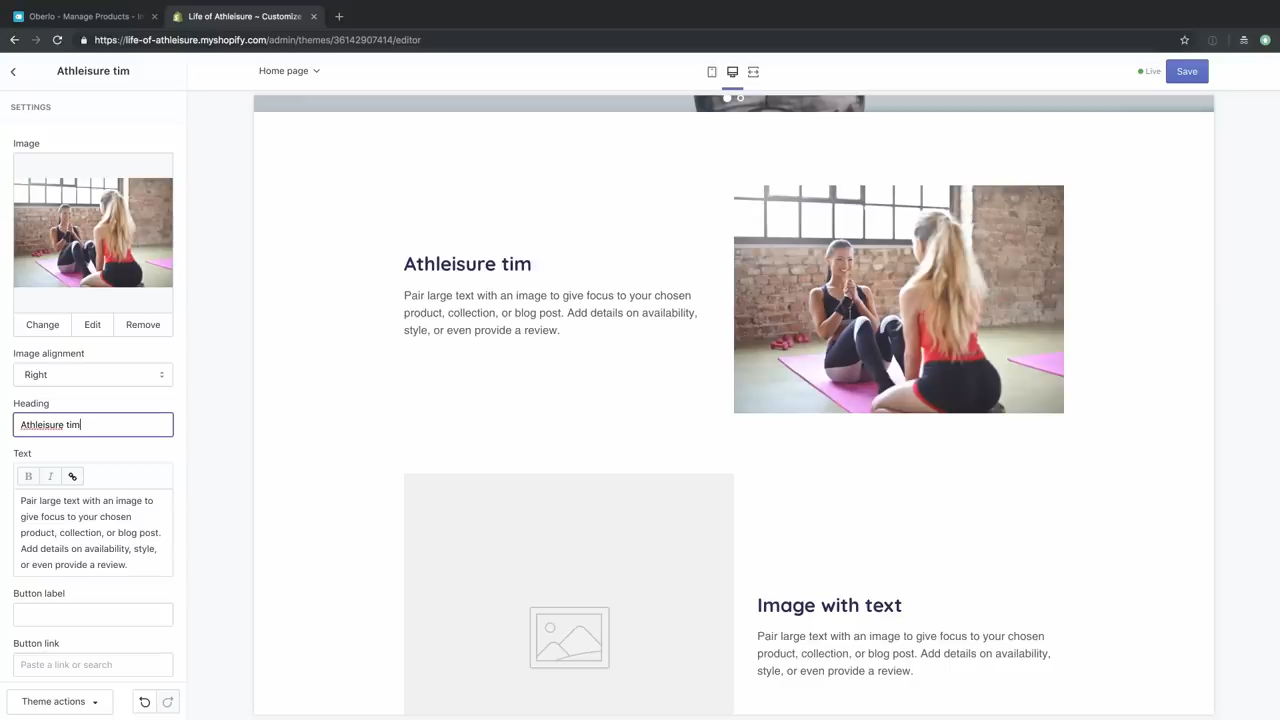 Oberlo - Manage Products - I
Life of Athleisure ~ Customize
https://life-of-athleisure.myshopify.com/admin/themes/36142907414/editor
Athleisure tim
Home page
Live
Save
SETTINGS
Image
Change
Edit
Remove
Image alignment
Right
Heading
Athleisure tim
Text
B I
Pair large text with an image to
give focus to your chosen
product, collection, or blog post.
Add details on availability, style,
or even provide a review.
Button label
Button link
Paste a link or search
Theme actions
Athleisure tim
Pair large text with an image to give focus to your chosen
product, collection, or blog post. Add details on availability,
style, or even provide a review.
Image with text
Pair large text with an image to give focus to your chosen
product, collection, or blog post. Add details on availability,
style, or even provide a review.